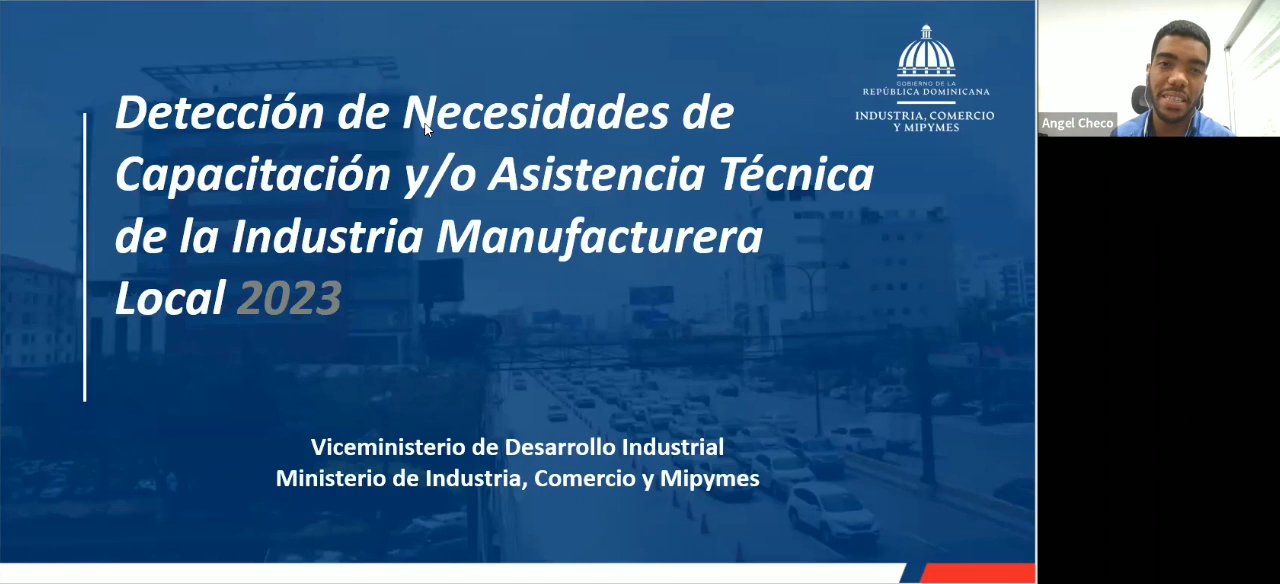 Detección de Necesidades de
Capacitación y/o Asistencia Técnica
de la Industria Manufacturera
Local 2023
GOBIERNO DE LA
REPÚBLICA DOMINICANA
INDUSTRIA, COMERCIO
Y MIPYMES
Angel Checo
Viceministerio de Desarrollo Industrial
Ministerio de Industria, Comercio y Mipymes